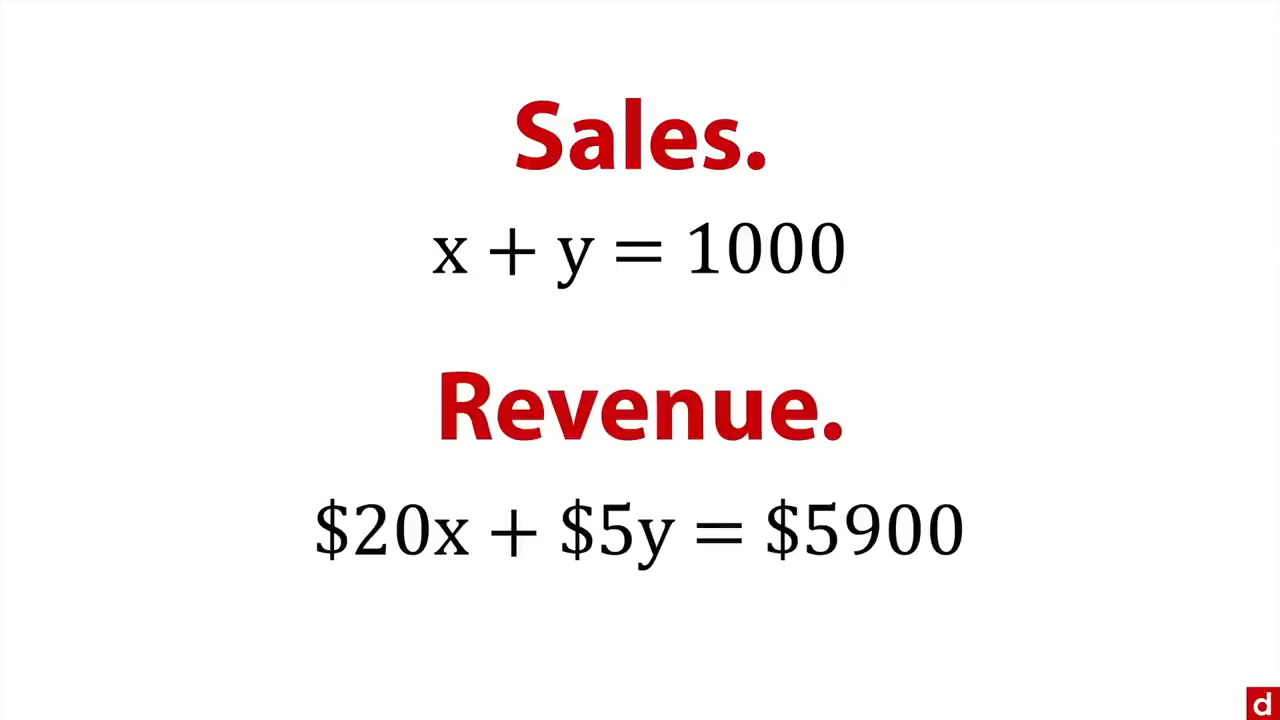 Sales.
x + y = 1000
Revenue.
$20x + $5y = $5900
d